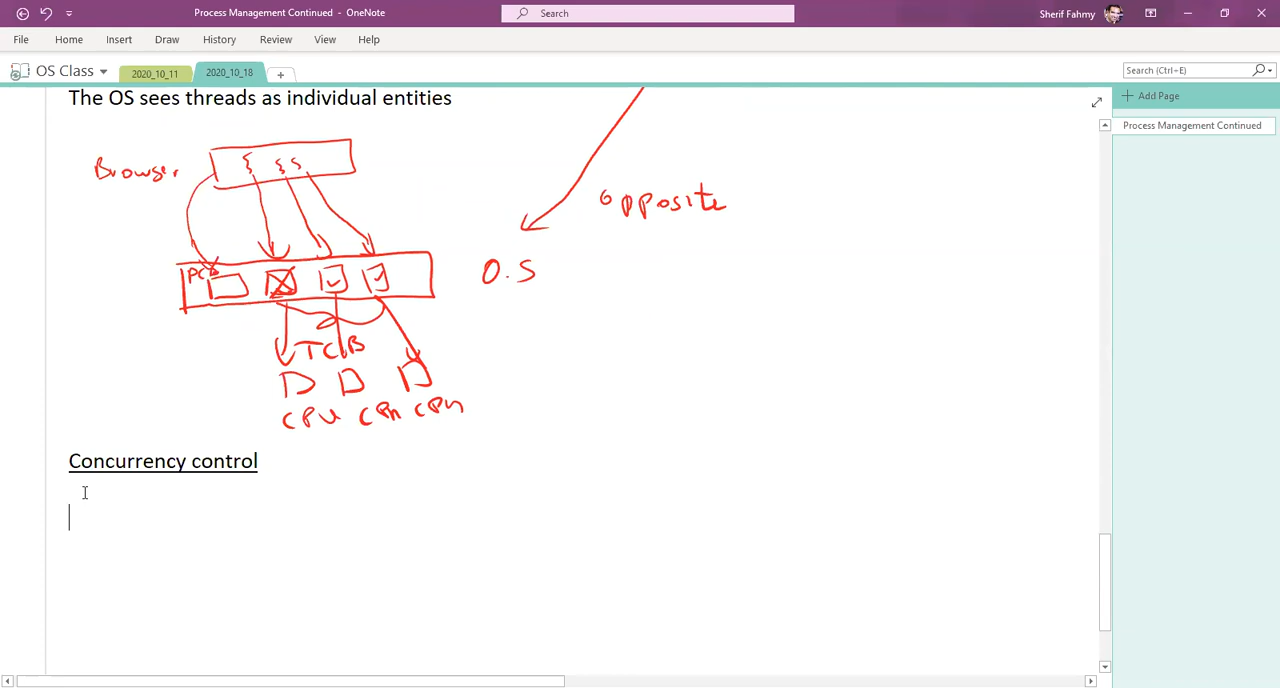 Process Management Continued - OneNote
Search
Sherif Fahmy
File Home Insert Draw History Review View Help
OS Class
2020_10_11
2020_10_18
Search (Ctrl+E)
Add Page
Process Management Continued
The OS sees threads as individual entities
Browser
opposite
PCB
O.S
TCB
CPU CPU CPU
Concurrency control